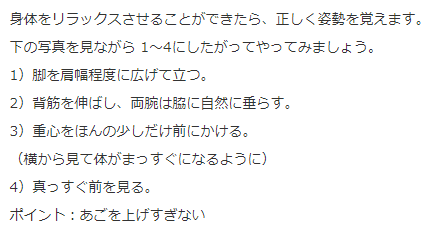 身体をリラックスさせることができたら、正しく姿勢を覚えます。
下の写真を見ながら 1～4にしたがってやってみましょう。
1）脚を肩幅程度に広げて立つ。
2）背筋を伸ばし、両腕は脇に自然に垂らす。
3）重心をほんの少しだけ前にかける。
（横から見て体がまっすぐになるように）
4）真っすぐ前を見る。
ポイント：あごを上げすぎない